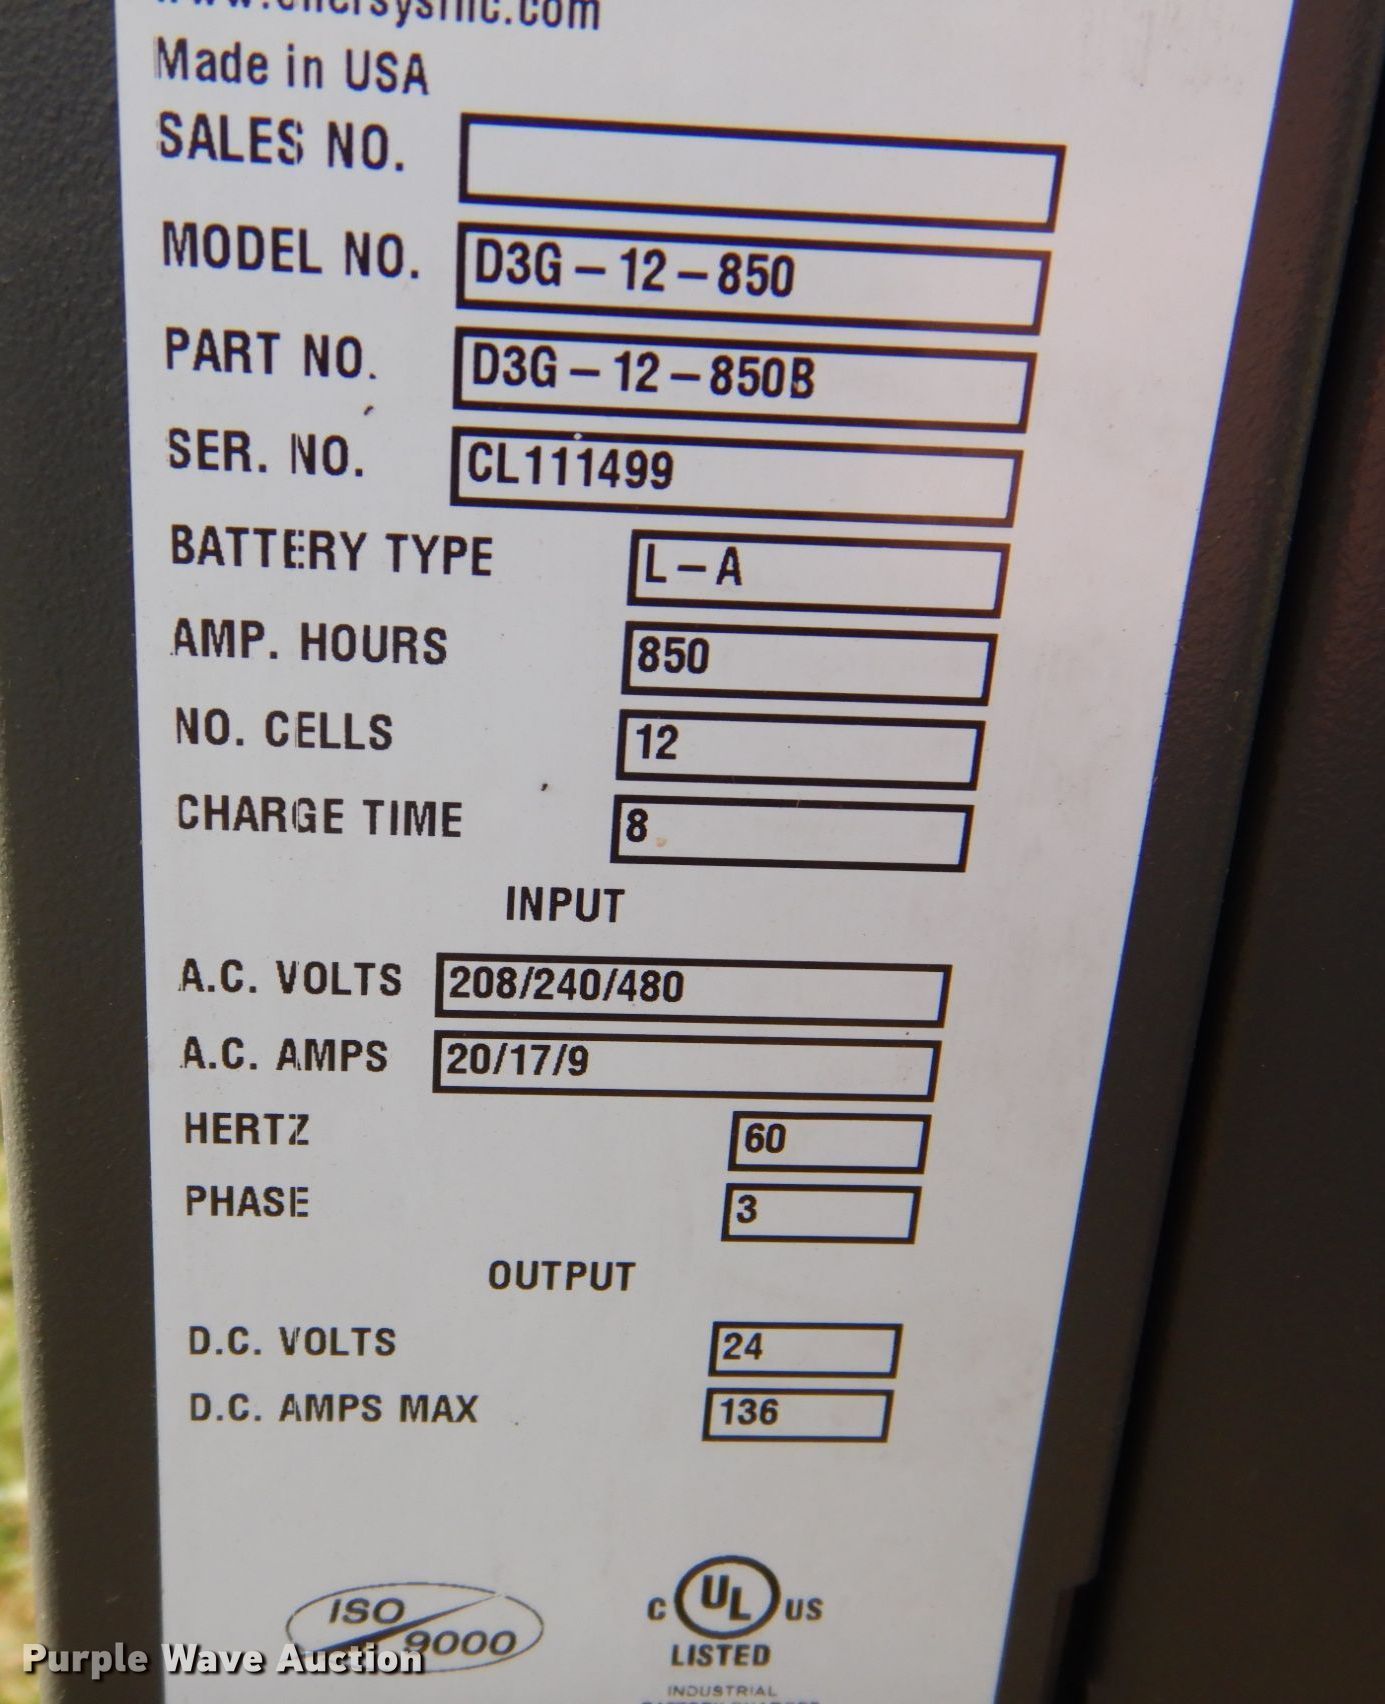 www.enersysinc.com
Made in USA
SALES NO.
MODEL NO. D3G – 12 – 850
PART NO. D3G – 12 – 850B
SER. NO. CL111499
BATTERY TYPE L – A
AMP. HOURS 850
NO. CELLS 12
CHARGE TIME 8
INPUT
A.C. VOLTS 208/240/480
A.C. AMPS 20/17/9
HERTZ 60
PHASE 3
OUTPUT
D.C. VOLTS 24
D.C. AMPS MAX 136
ISO 9000
C UL US
LISTED
INDUSTRIAL
Purple Wave Auction